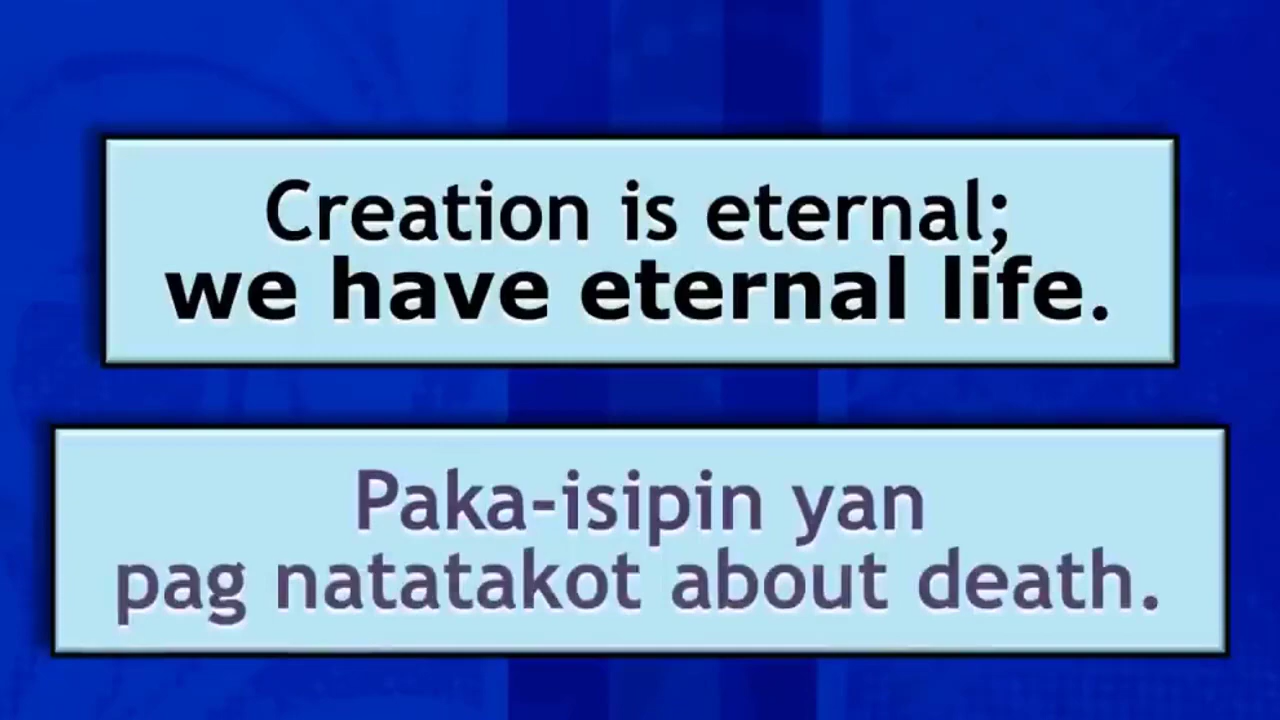 Creation is eternal;
we have eternal life.
Paka-isipin yan
pag natatakot about death.